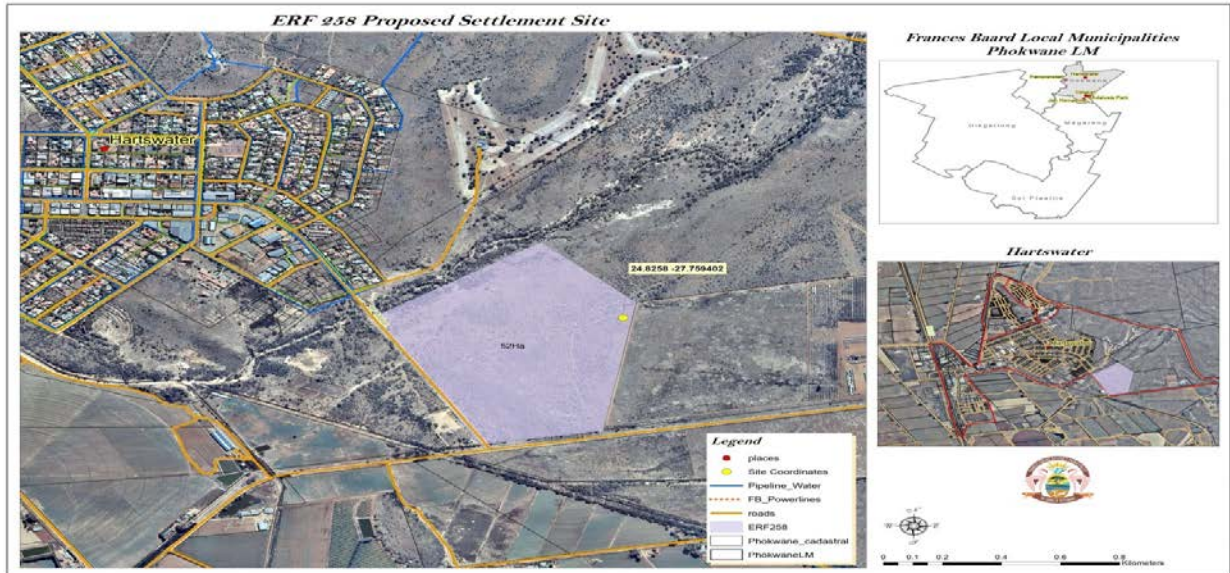 ERF 258 Proposed Settlement Site
Hartswater
24.8258 -27.759402
52Ha
Legend
places
Site Coordinates
Pipeline_Water
FB_Powerlines
roads
ERF258
Phokwane_cadastral
PhokwaneLM
Frances Baard Local Municipalities
Phokwane LM
Hartswater
Phokwane
Dikgatlong
Magareng
Sol Plaatjie
Hartswater
0 0.1 0.2 0.4 0.6 0.8
Kilometers